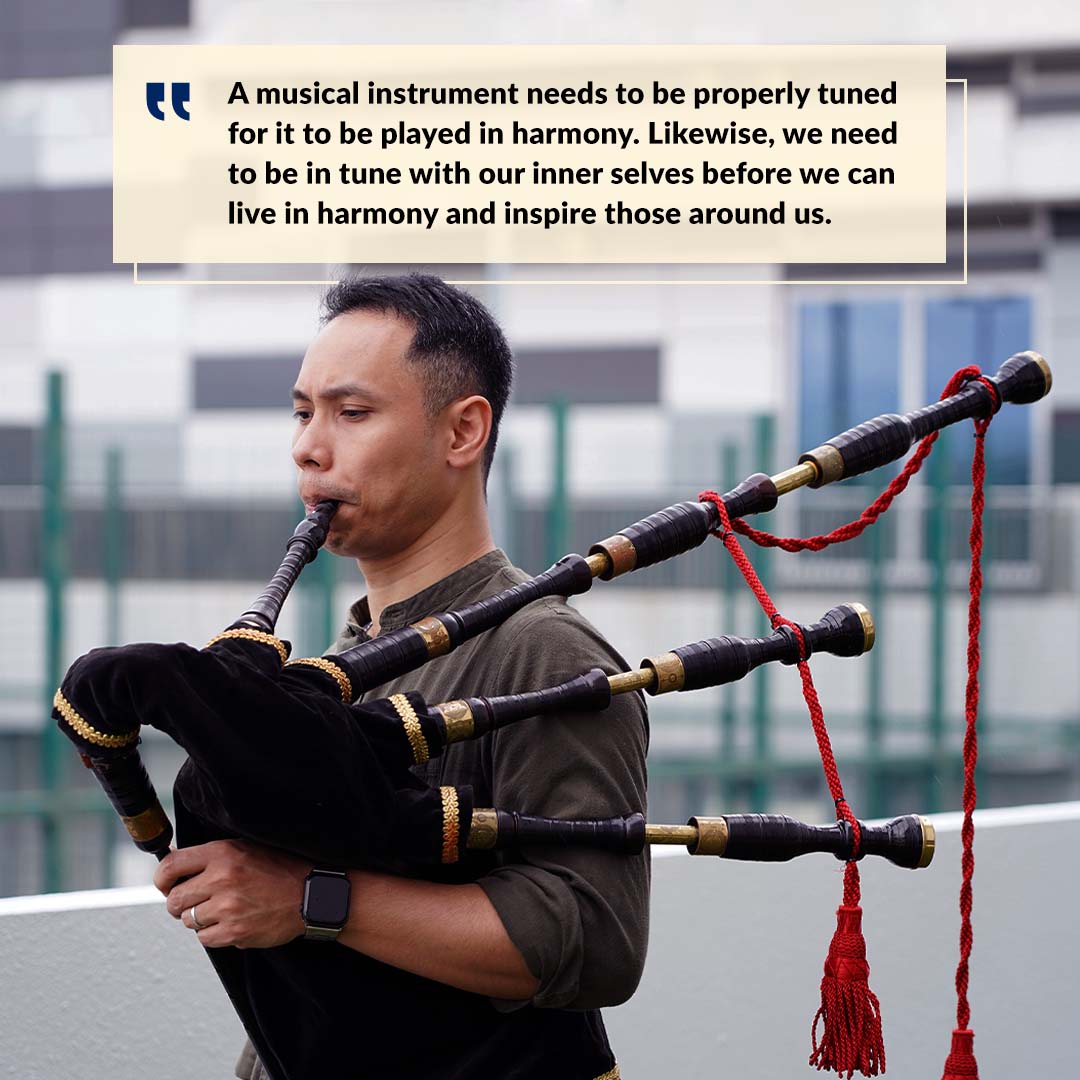 A musical instrument needs to be properly tuned
for it to be played in harmony. Likewise, we need
to be in tune with our inner selves before we can
live in harmony and inspire those around us.